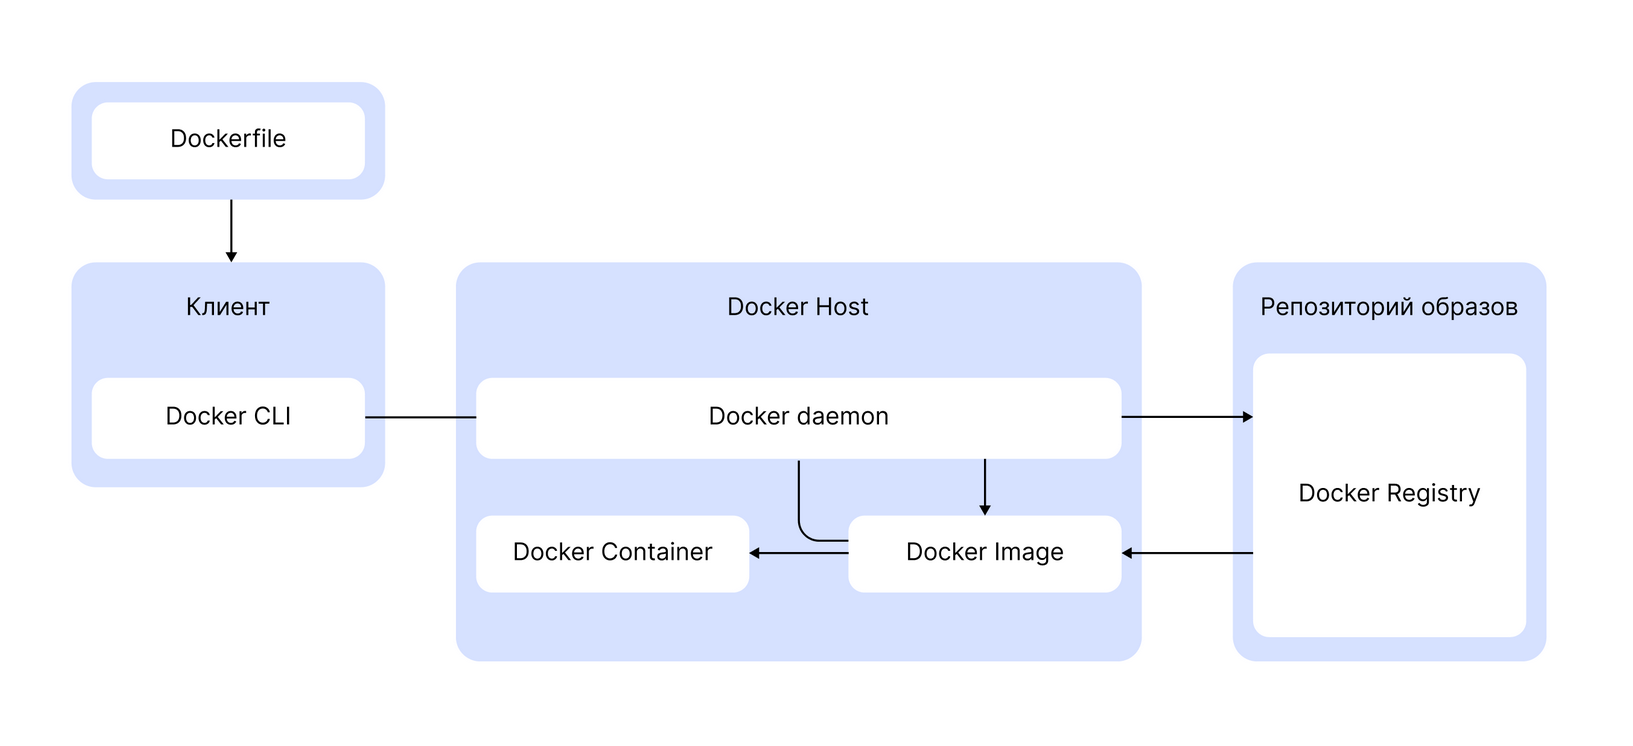 Dockerfile
Клиент
Docker CLI
Docker Host
Docker daemon
Docker Container
Docker Image
Репозиторий образов
Docker Registry